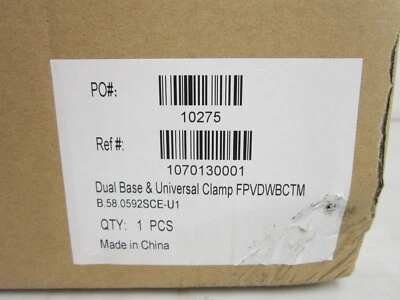 PO#:
10275
Ref #:
1070130001
Dual Base & Universal Clamp FPVDWBCTM
B.58.0592SCE-U1
QTY: 1 PCS
Made in China